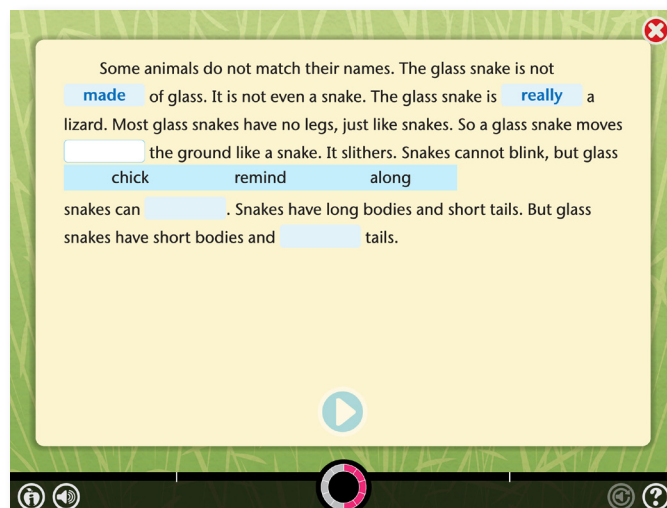 Some animals do not match their names. The glass snake is not
made of glass. It is not even a snake. The glass snake is really a
lizard. Most glass snakes have no legs, just like snakes. So a glass snake moves
the ground like a snake. It slithers. Snakes cannot blink, but glass
chick remind along
snakes can . Snakes have long bodies and short tails. But glass
snakes have short bodies and tails.